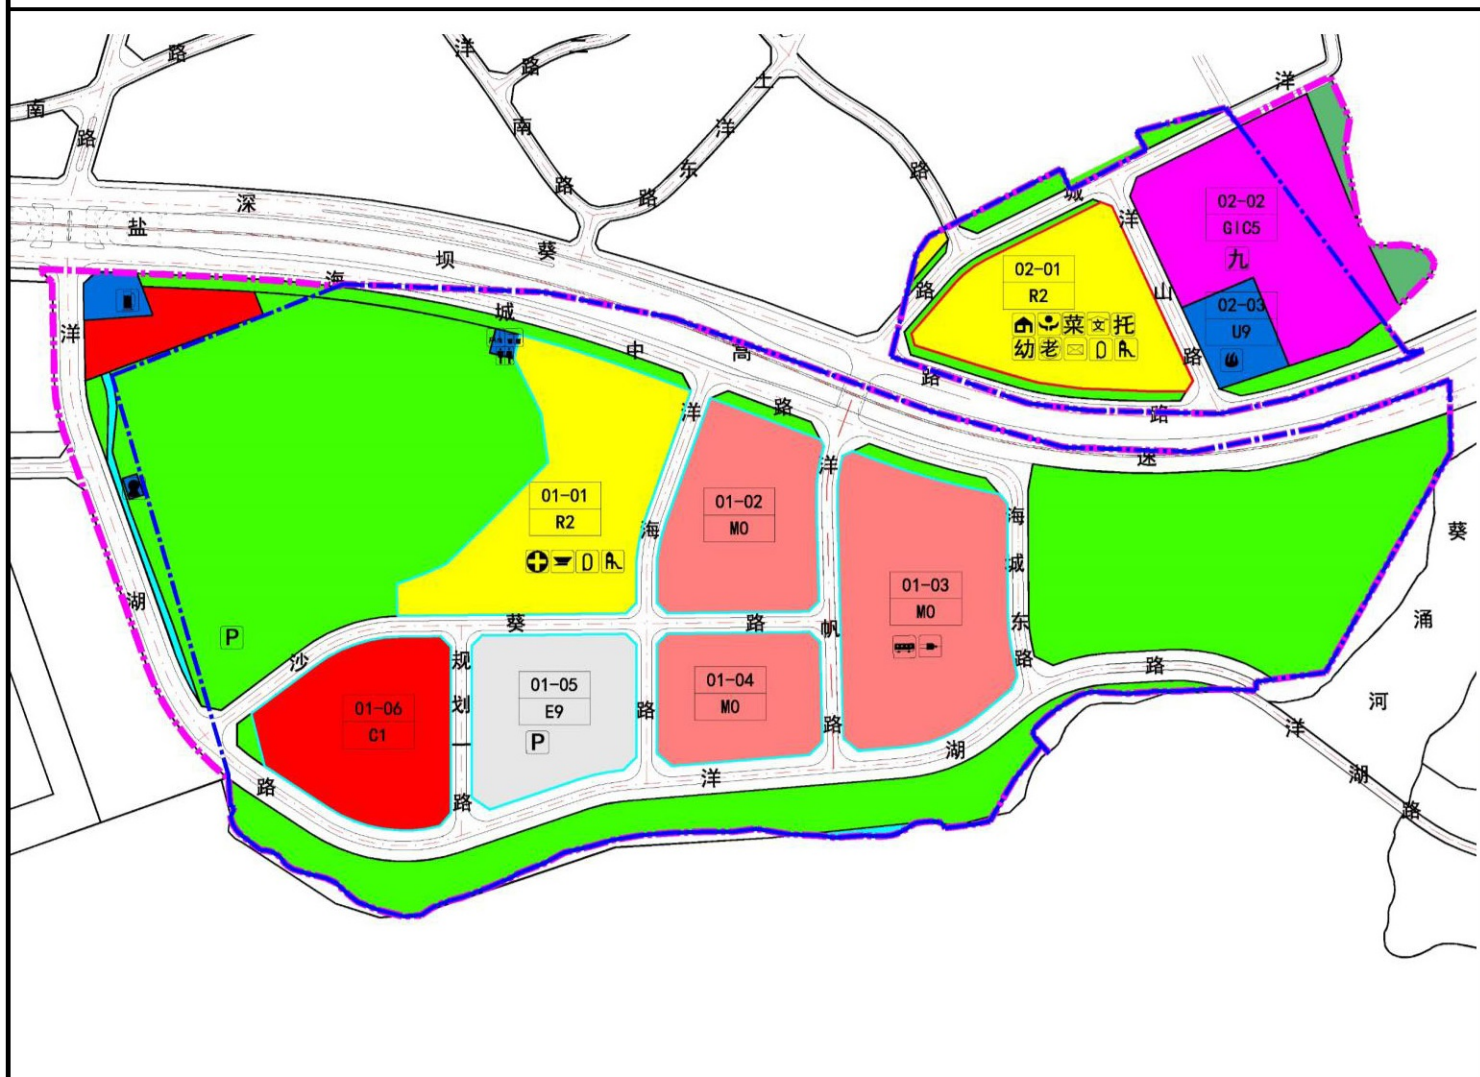 路
南
路
洋
南
路
二
路
土
洋
东
路
路
洋
城
路
盐
深
坝
葵
海
城
中
高
路
路
路
速
洋
湖
路
洋
山
路
02-02
GIC5
九
02-03
U9
02-01
R2
菜
文
托
幼
老
01-01
R2
洋
海
路
01-02
M0
洋
帆
路
01-03
M0
海
城
东
路
葵
涌
河
P
沙
葵
路
规
划
路
01-06
C1
01-05
E9
P
01-04
M0
洋
湖
路
洋
湖
路